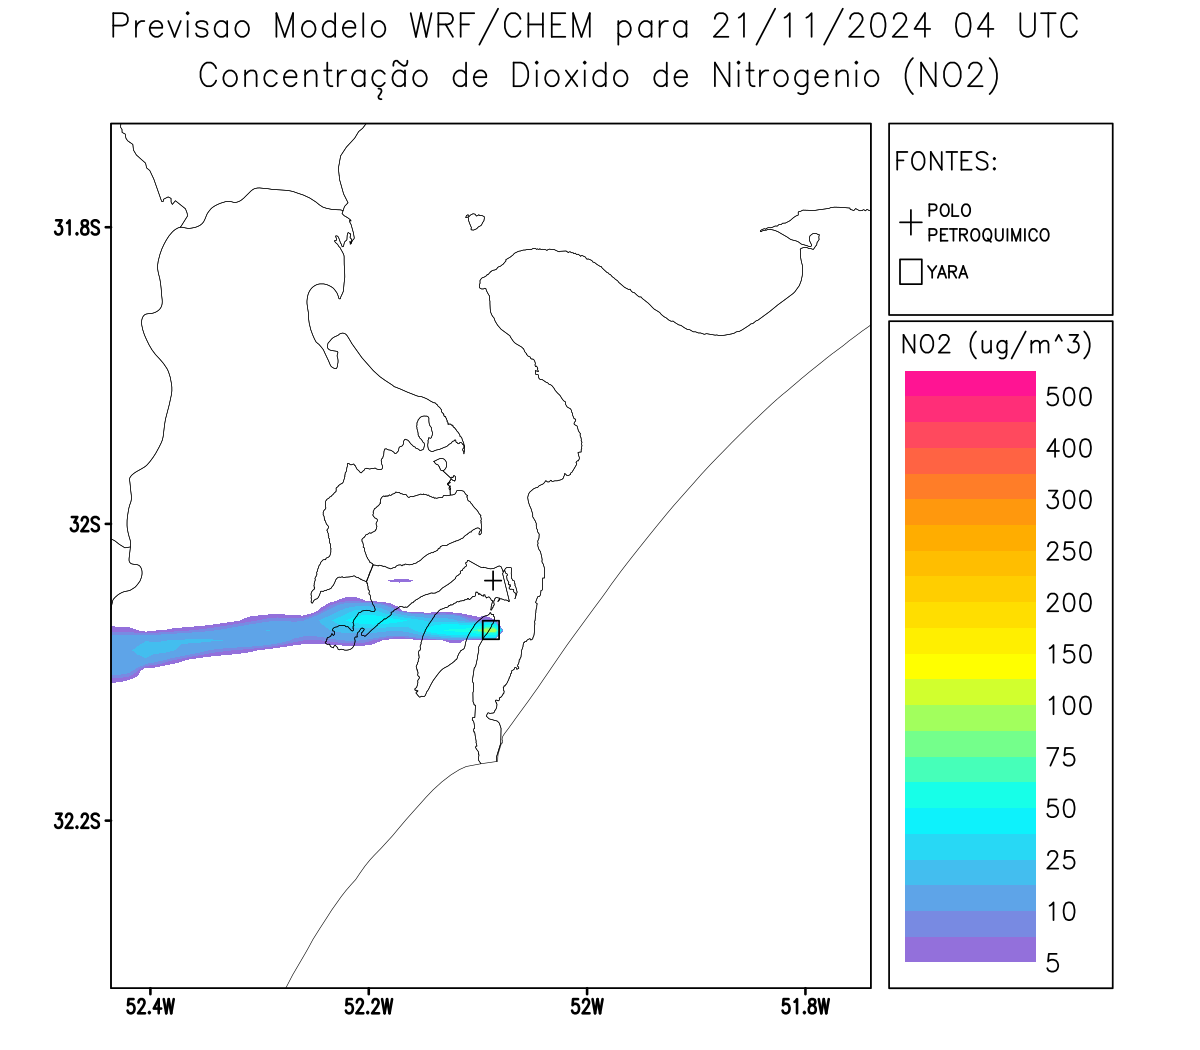 Previsao Modelo WRF/CHEM para 21/11/2024 04 UTC
Concentração de Dioxido de Nitrogenio (NO2)
FONTES:
POLO
PETROQUIMICO
YARA
NO2 (ug/m^3)
500
400
300
250
200
150
100
75
50
25
10
5
31.8S
32S
32.2S
52.4W
52.2W
52W
51.8W